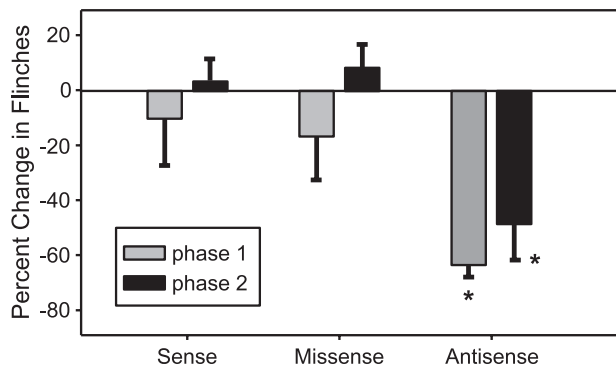 Percent Change in Flinches
20
0
-20
-40
-60
-80
phase 1
phase 2
*
*
Sense Missense Antisense